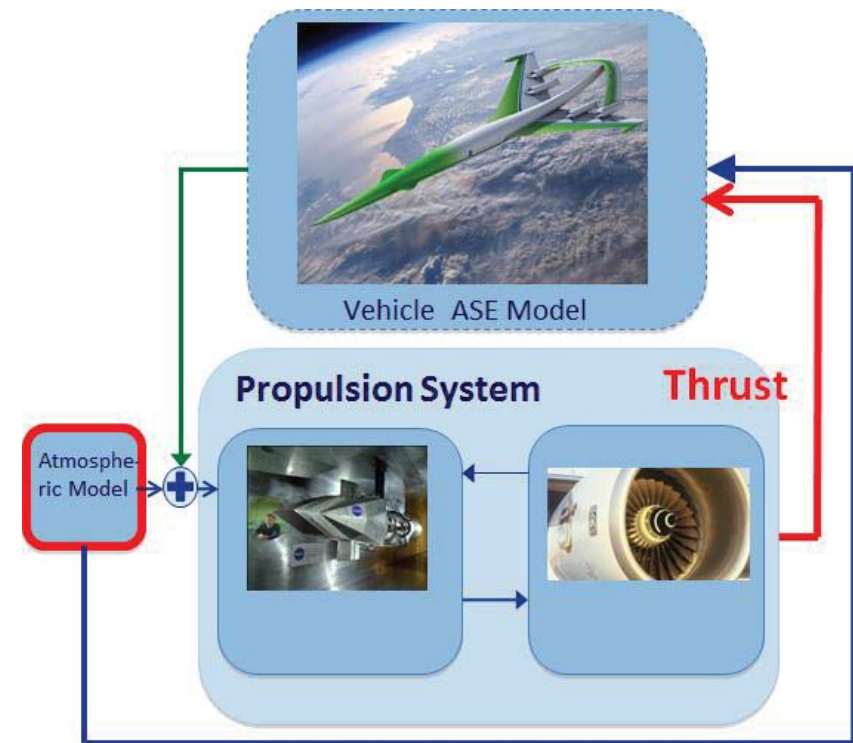 Vehicle ASE Model
Propulsion System
Thrust
Atmosphe-
ric Model